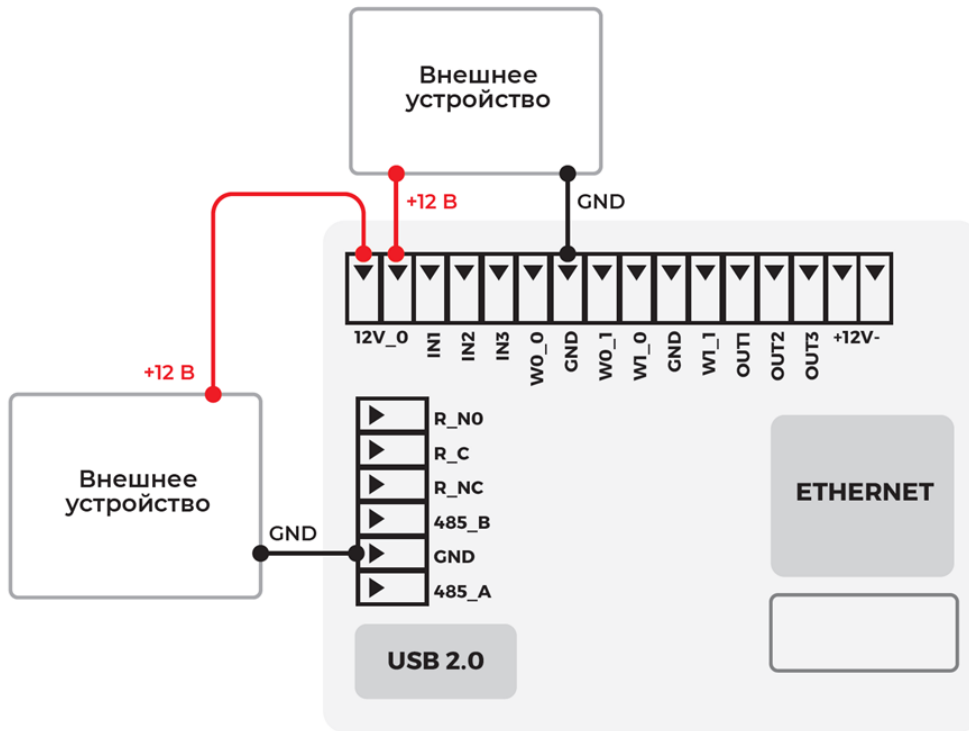 Внешнее
устройство
+12 В
GND
12V_0
IN1
IN2
IN3
W0_0
GND
W0_1
W1_0
GND
W1_1
OUT1
OUT2
OUT3
+12V-
+12 В
Внешнее
устройство
GND
R_N0
R_C
R_NC
485_B
GND
485_A
ETHERNET
USB 2.0